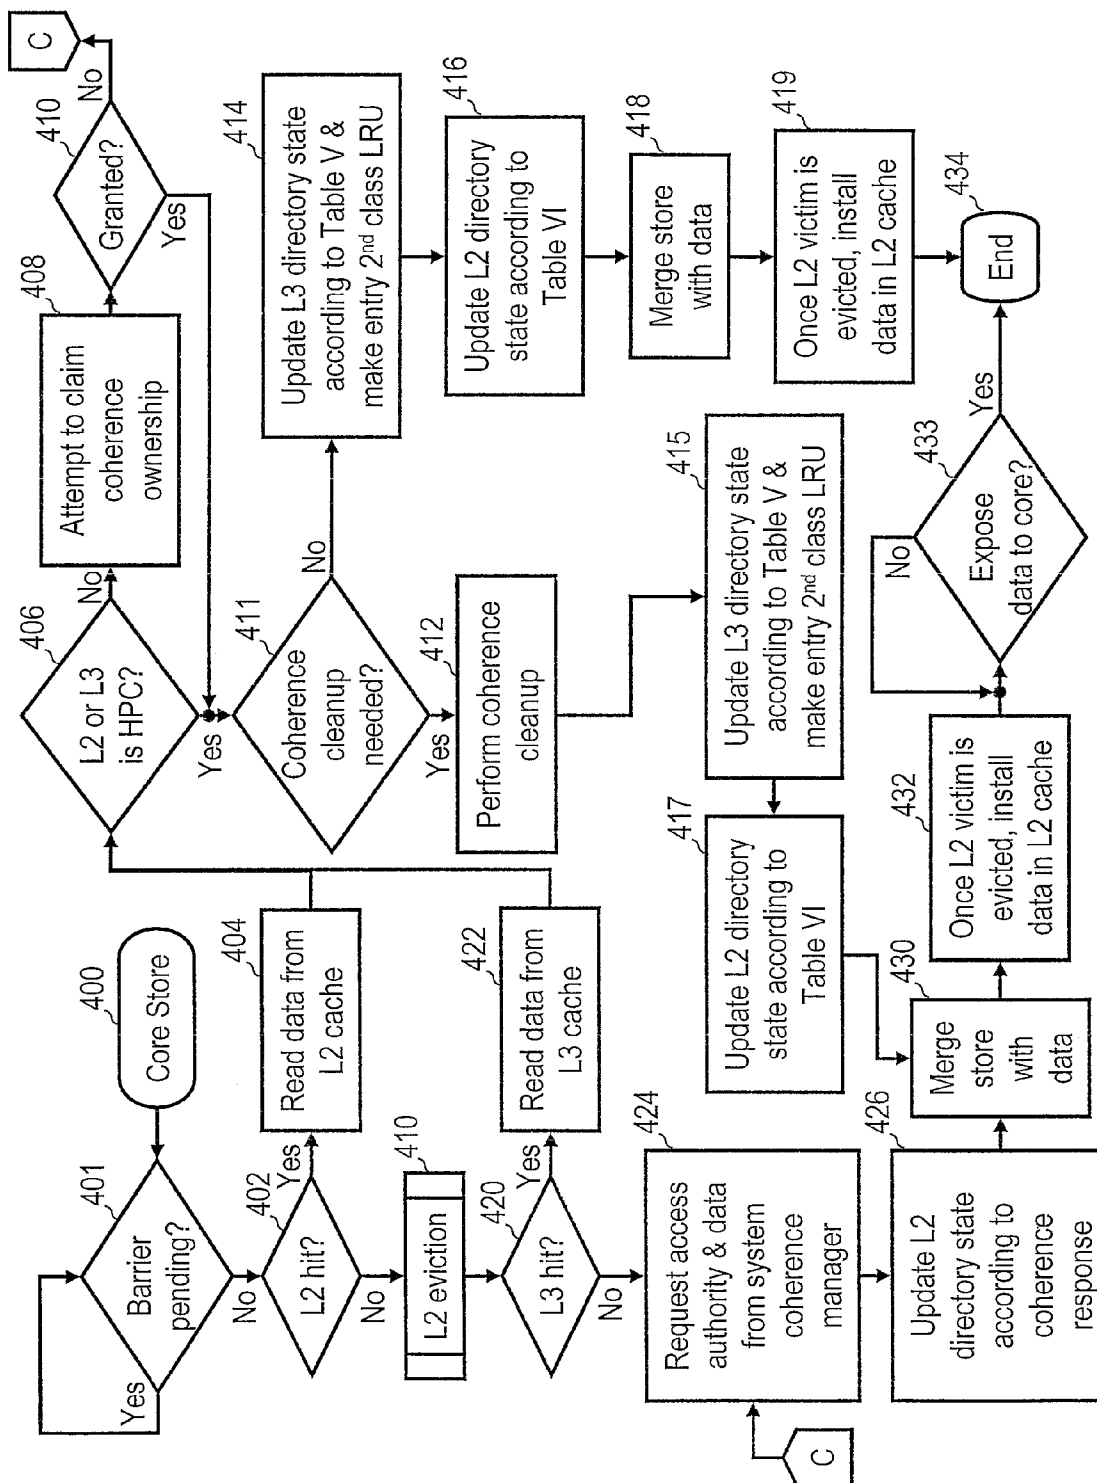 400
Core Store
401
Barrier
pending?
Yes
No
402
L2 hit?
Yes
No
404
Read data from
L2 cache
406
L2 or L3
is HPC?
No
Yes
408
Attempt to claim
coherence
ownership
410
Granted?
No
Yes
C
410
L2 eviction
411
Coherence
cleanup
needed?
No
Yes
412
Perform coherence
cleanup
414
Update L3 directory state
according to Table V &
make entry 2nd class LRU
416
Update L2 directory
state according to
Table VI
418
Merge store
with data
419
Once L2 victim is
evicted, install
data in L2 cache
420
L3 hit?
Yes
No
422
Read data from
L3 cache
415
Update L3 directory state
according to Table V &
make entry 2nd class LRU
417
Update L2 directory
state according to
Table VI
C
424
Request access
authority & data
from system
coherence
manager
426
Update L2
directory state
according to
coherence
response
430
Merge
store
with
data
432
Once L2 victim is
evicted, install
data in L2 cache
433
Expose
data to core?
No
Yes
434
End